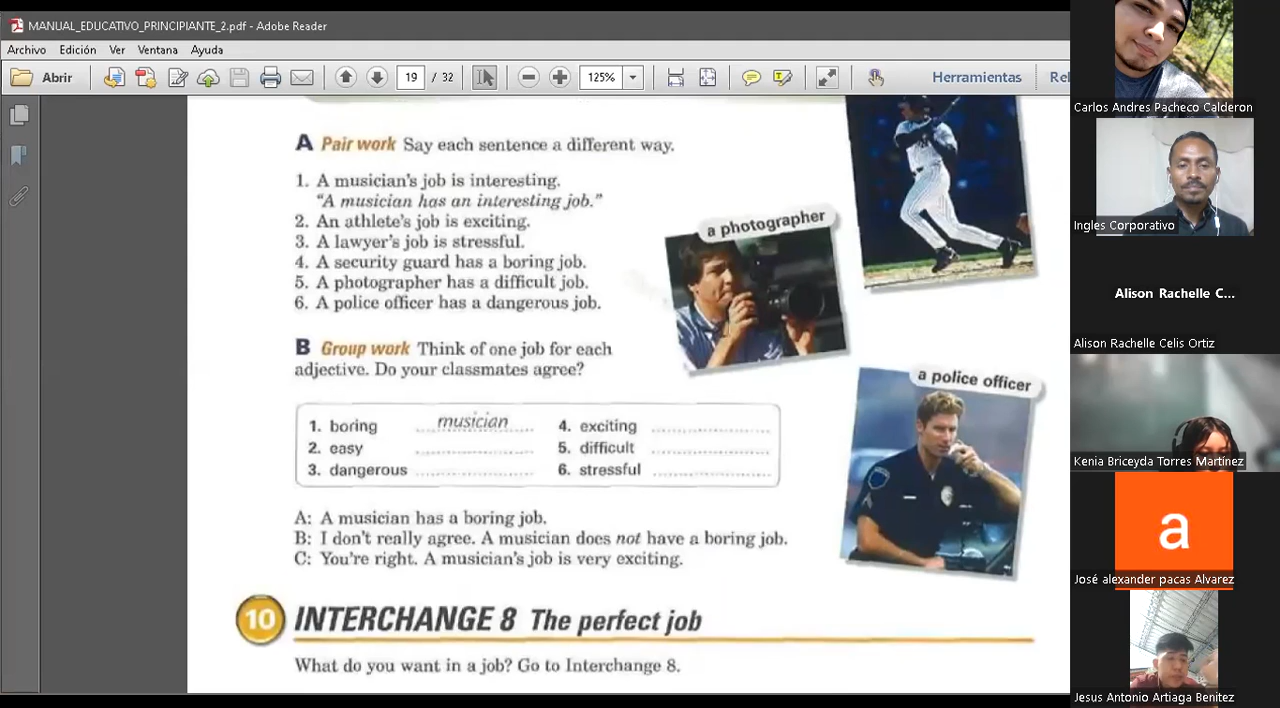 MANUAL_EDUCATIVO_PRINCIPIANTE_2.pdf - Adobe Reader
Archivo Edición Ver Ventana Ayuda
Abrir 19 / 32 125% Herramientas
A Pair work Say each sentence a different way.
1. A musician's job is interesting.
"A musician has an interesting job."
2. An athlete's job is exciting.
3. A lawyer's job is stressful.
4. A security guard has a boring job.
5. A photographer has a difficult job.
6. A police officer has a dangerous job.
a photographer
B Group work Think of one job for each
adjective. Do your classmates agree?
a police officer
1. boring musician 4. exciting
2. easy 5. difficult
3. dangerous 6. stressful
A: A musician has a boring job.
B: I don't really agree. A musician does not have a boring job.
C: You're right. A musician's job is very exciting.
10 INTERCHANGE 8 The perfect job
What do you want in a job? Go to Interchange 8.
Carlos Andres Pacheco Calderon
Ingles Corporativo
Alison Rachelle C...
Alison Rachelle Celis Ortiz
Kenia Briceyda Torres Martínez
a
José alexander pacas Alvarez
Jesus Antonio Artiaga Benitez